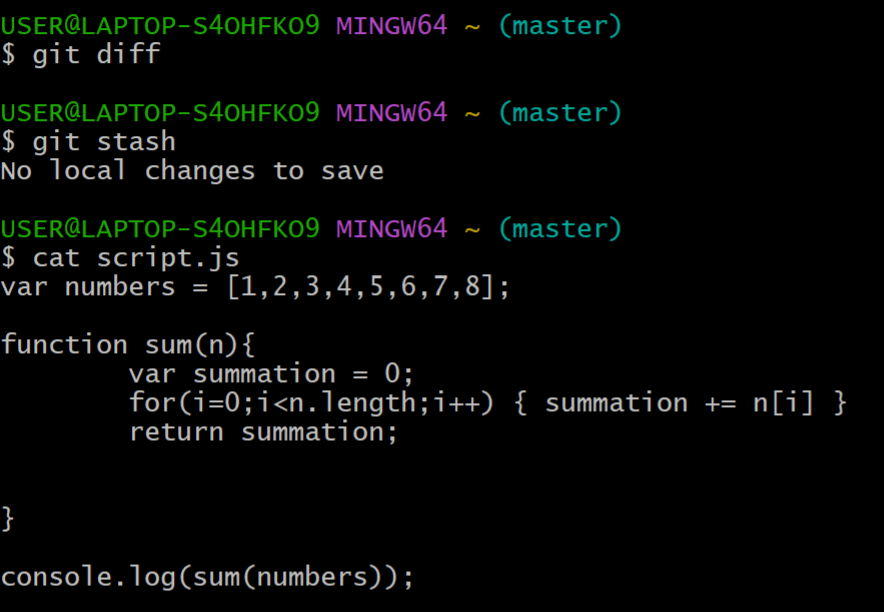 USER@LAPTOP-S4OHFKO9 MINGW64 ~ (master)
$ git diff
USER@LAPTOP-S4OHFKO9 MINGW64 ~ (master)
$ git stash
No local changes to save
USER@LAPTOP-S4OHFKO9 MINGW64 ~ (master)
$ cat script.js
var numbers = [1,2,3,4,5,6,7,8];
function sum(n){
        var summation = 0;
        for(i=0;i<n.length;i++) { summation += n[i] }
        return summation;
}
console.log(sum(numbers));